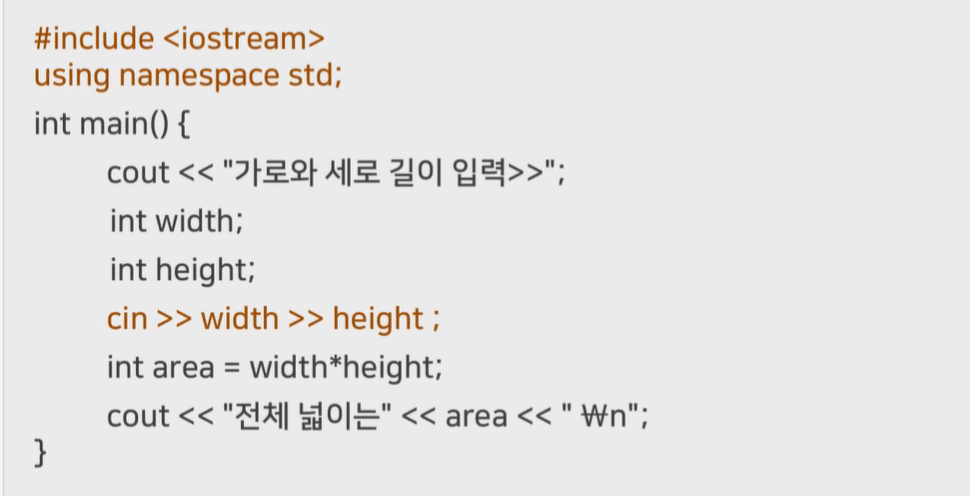 #include <iostream>
using namespace std;
int main() {
cout << "가로와 세로 길이 입력>>";
int width;
int height;
cin >> width >> height ;
int area = width*height;
cout << "전체 넓이는" << area << " ₩n";
}